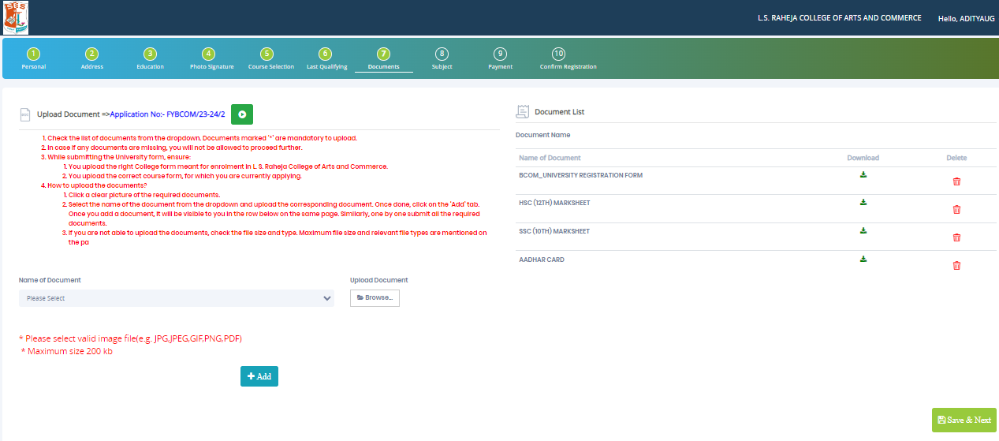 SES
L.S. RAHEJA COLLEGE OF ARTS AND COMMERCE
Hello, ADITYAUG
1 2 3 4 5 6 7 8 9 10
Personal Address Education Photo Signature Course Selection Last Qualifying Documents Subject Payment Confirm Registration
Upload Document =>Application No:- FYBCOM/23-24/2
1. Check the list of documents from the dropdown. Documents marked '*' are mandatory to upload.
2. In case if any documents are missing, you will not be allowed to proceed further.
3. While submitting the University form, ensure:
1. You upload the right College form meant for enrolment in L. S. Raheja College of Arts and Commerce.
2. You upload the correct course form, for which you are currently applying.
4. How to upload the documents?
1. Click a clear picture of the required documents.
2. Select the name of the document from the dropdown and upload the corresponding document. Once done, click on the 'Add' tab.
Once you add a document, it will be visible to you in the row below on the same page. Similarly, one by one submit all the required
documents.
3. If you are not able to upload the documents, check the file size and type. Maximum file size and relevant file types are mentioned on
the pa
Name of Document
Upload Document
Please Select
Browse...
* Please select valid image file(e.g. JPG,JPEG,GIF,PNG,PDF)
* Maximum size 200 kb
Add
Document List
Document Name
Name of Document Download Delete
BCOM_UNIVERSITY REGISTRATION FORM
HSC (12TH) MARKSHEET
SSC (10TH) MARKSHEET
AADHAR CARD
Save & Next